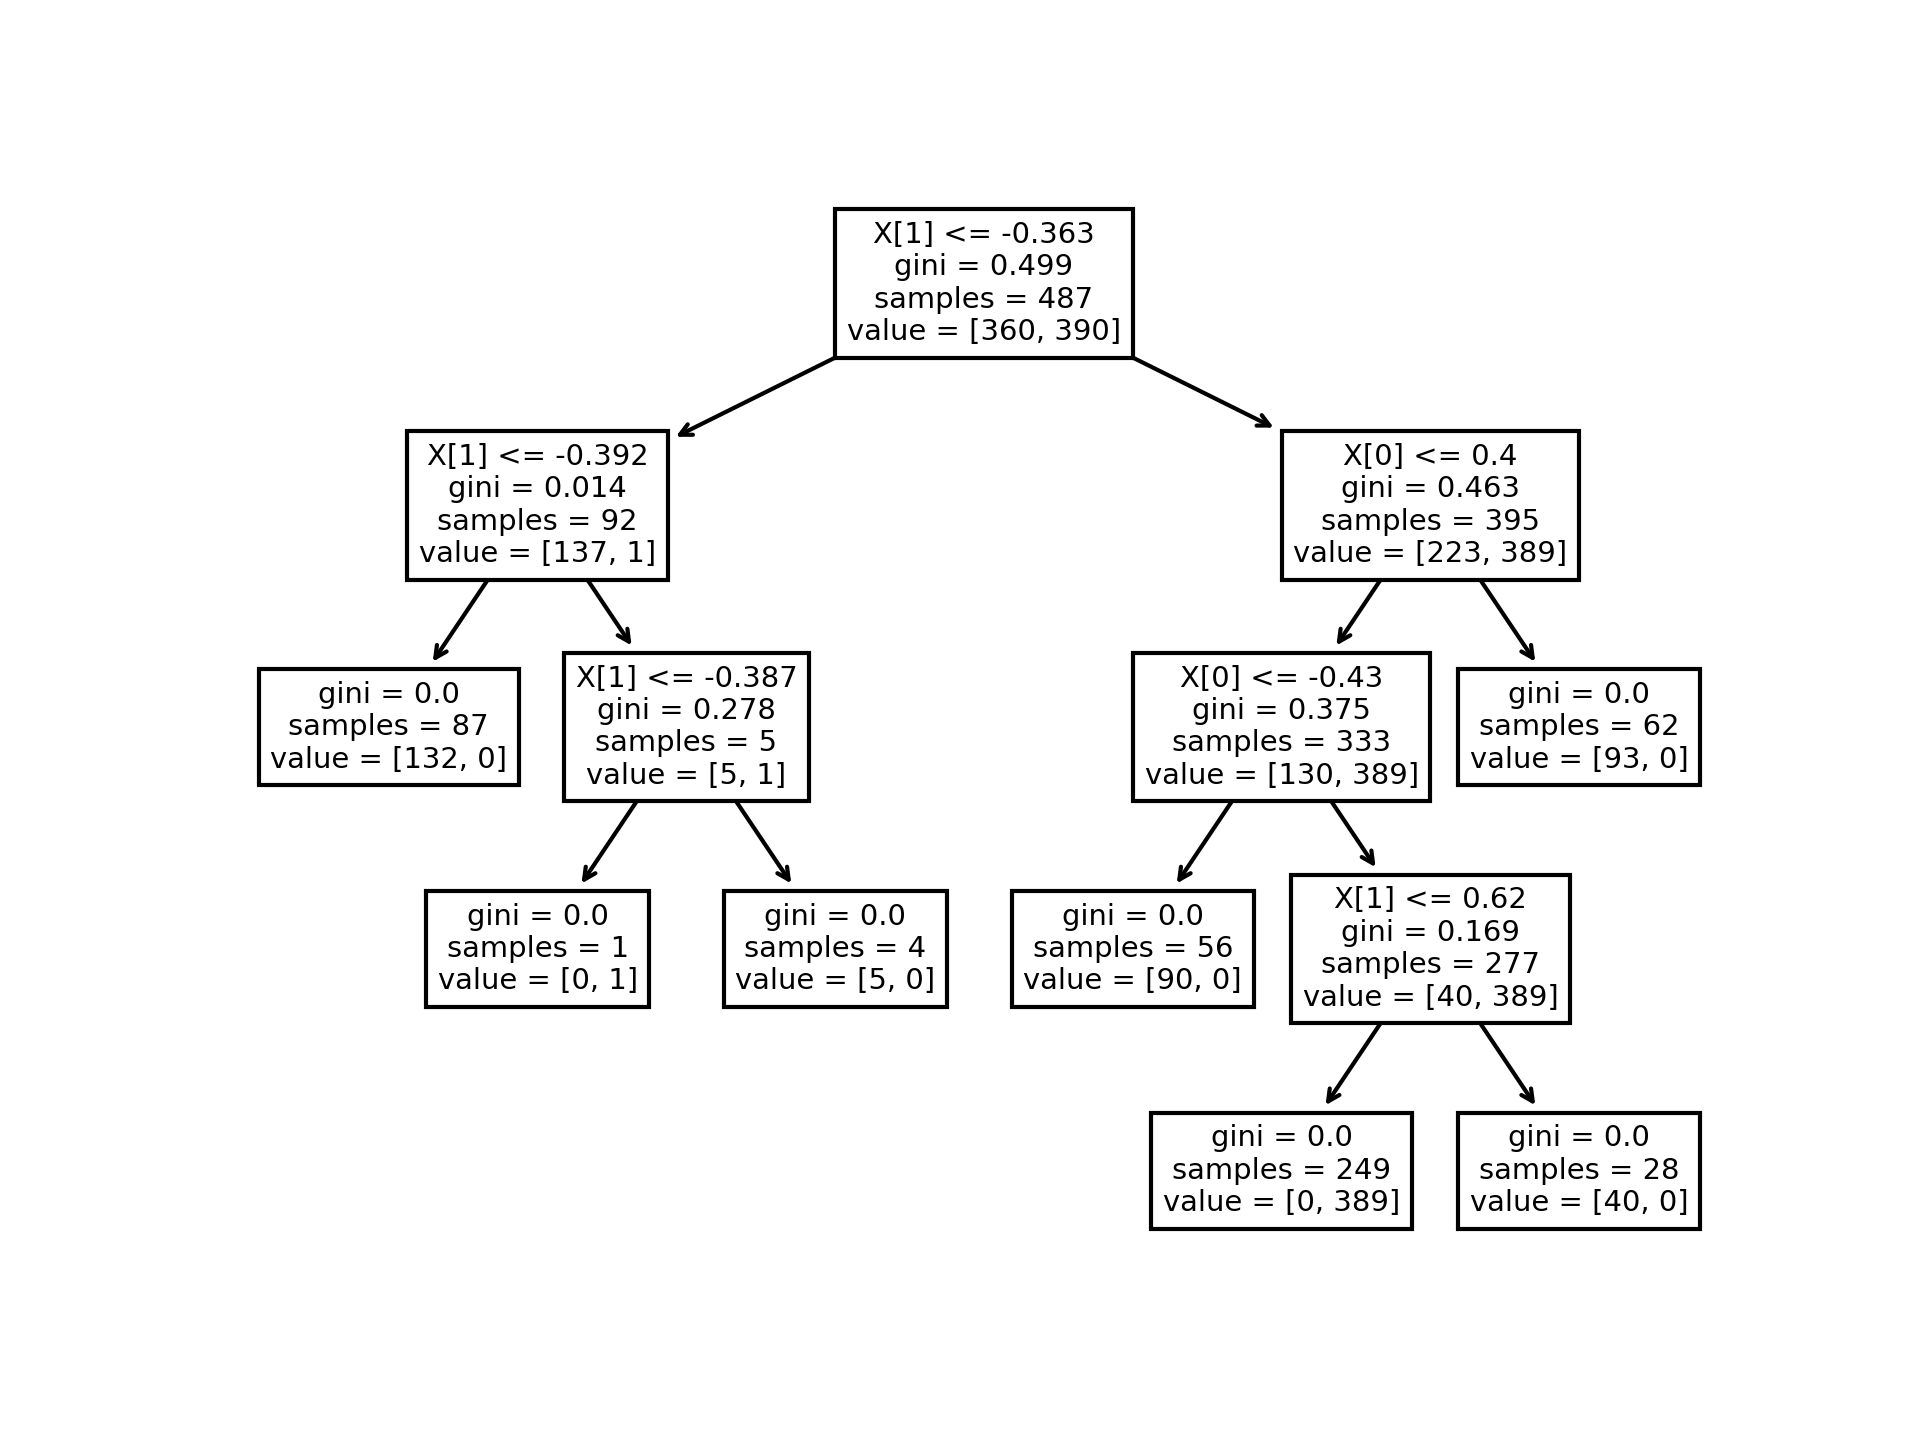 X[1] <= -0.363
gini = 0.499
samples = 487
value = [360, 390]
X[1] <= -0.392
gini = 0.014
samples = 92
value = [137, 1]
X[0] <= 0.4
gini = 0.463
samples = 395
value = [223, 389]
gini = 0.0
samples = 87
value = [132, 0]
X[1] <= -0.387
gini = 0.278
samples = 5
value = [5, 1]
X[0] <= -0.43
gini = 0.375
samples = 333
value = [130, 389]
gini = 0.0
samples = 62
value = [93, 0]
gini = 0.0
samples = 1
value = [0, 1]
gini = 0.0
samples = 4
value = [5, 0]
gini = 0.0
samples = 56
value = [90, 0]
X[1] <= 0.62
gini = 0.169
samples = 277
value = [40, 389]
gini = 0.0
samples = 249
value = [0, 389]
gini = 0.0
samples = 28
value = [40, 0]